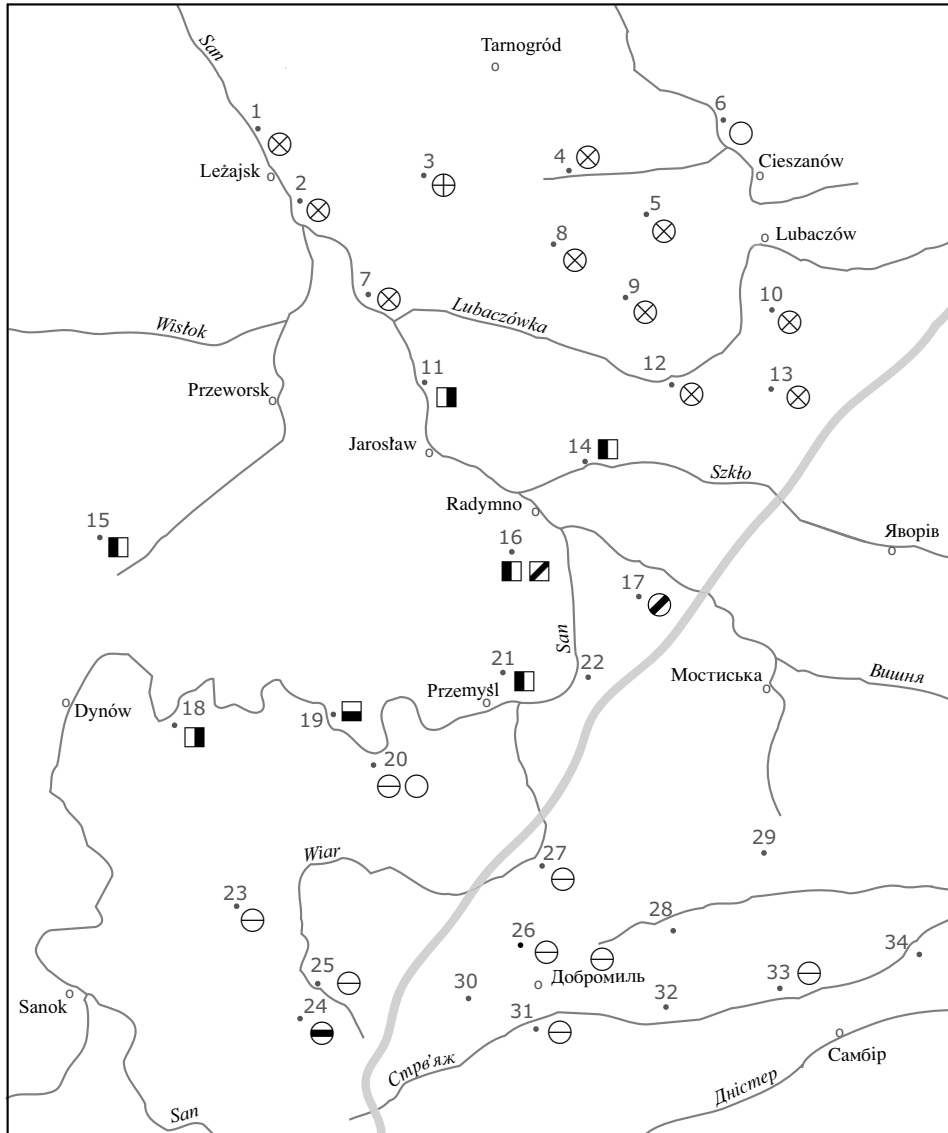 San
Tarnogród
1
6
Leżajsk
3
4
Cieszanów
2
5
8
Lubaczów
7
9
10
Lubaczówka
Wisłok
11
12
13
Przeworsk
Jarosław
14
Szkło
Radymno
15
16
Яворів
17
San
21
22
Przemyśl
Мостиська
Вишня
Dynów
18
19
20
29
Wiar
27
23
28
26
34
25
30
Добромиль
33
Sanok
24
31
32
Стрв'яж
Самбір
Дністер
San